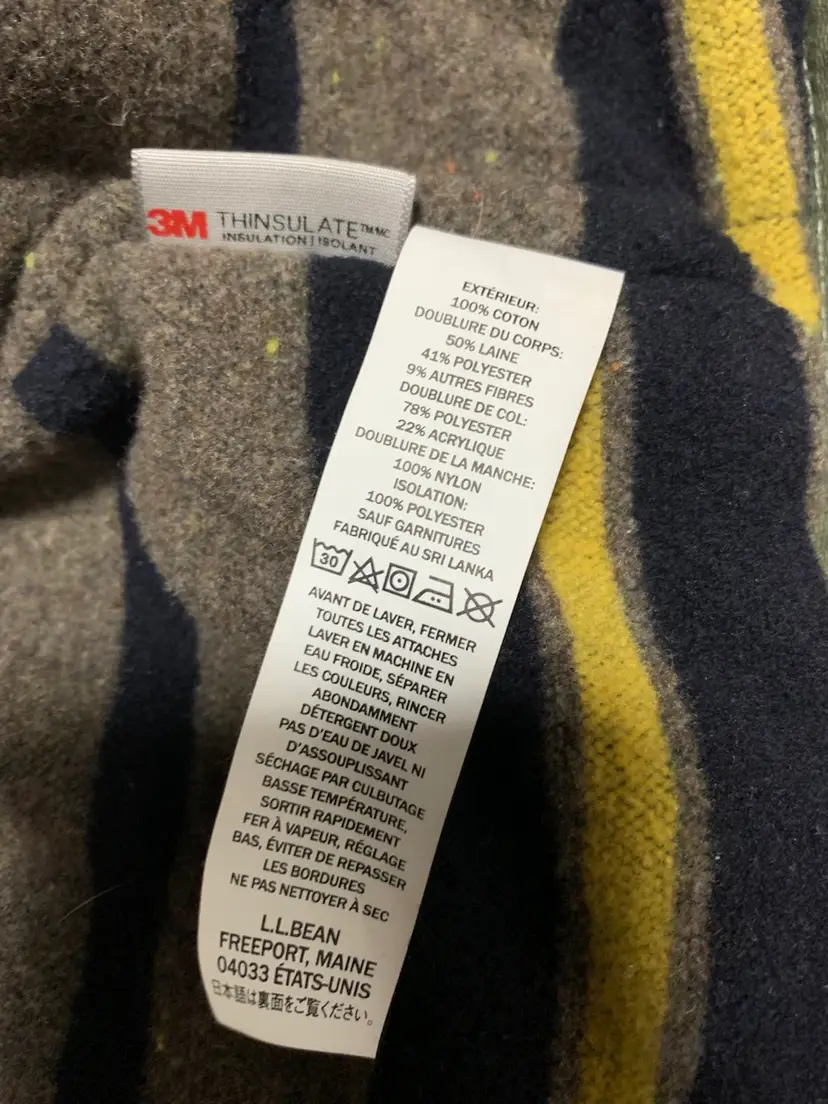 3M THINSULATE™MC
INSULATION | ISOLANT
EXTÉRIEUR:
100% COTON
DOUBLURE DU CORPS:
50% LAINE
41% POLYESTER
9% AUTRES FIBRES
DOUBLURE DE COL:
78% POLYESTER
22% ACRYLIQUE
DOUBLURE DE LA MANCHE:
100% NYLON
ISOLATION:
100% POLYESTER
SAUF GARNITURES
FABRIQUÉ AU SRI LANKA
30
AVANT DE LAVER, FERMER
TOUTES LES ATTACHES
LAVER EN MACHINE EN
EAU FROIDE, SÉPARER
LES COULEURS, RINCER
ABONDAMMENT
DÉTERGENT DOUX
PAS D'EAU DE JAVEL NI
D'ASSOUPLISSANT
SÉCHAGE PAR CULBUTAGE
BASSE TEMPÉRATURE,
SORTIR RAPIDEMENT
FER À VAPEUR, RÉGLAGE
BAS, ÉVITER DE REPASSER
LES BORDURES
NE PAS NETTOYER À SEC
L.L.BEAN
FREEPORT, MAINE
04033 ÉTATS-UNIS
日本語は裏面をご覧ください。